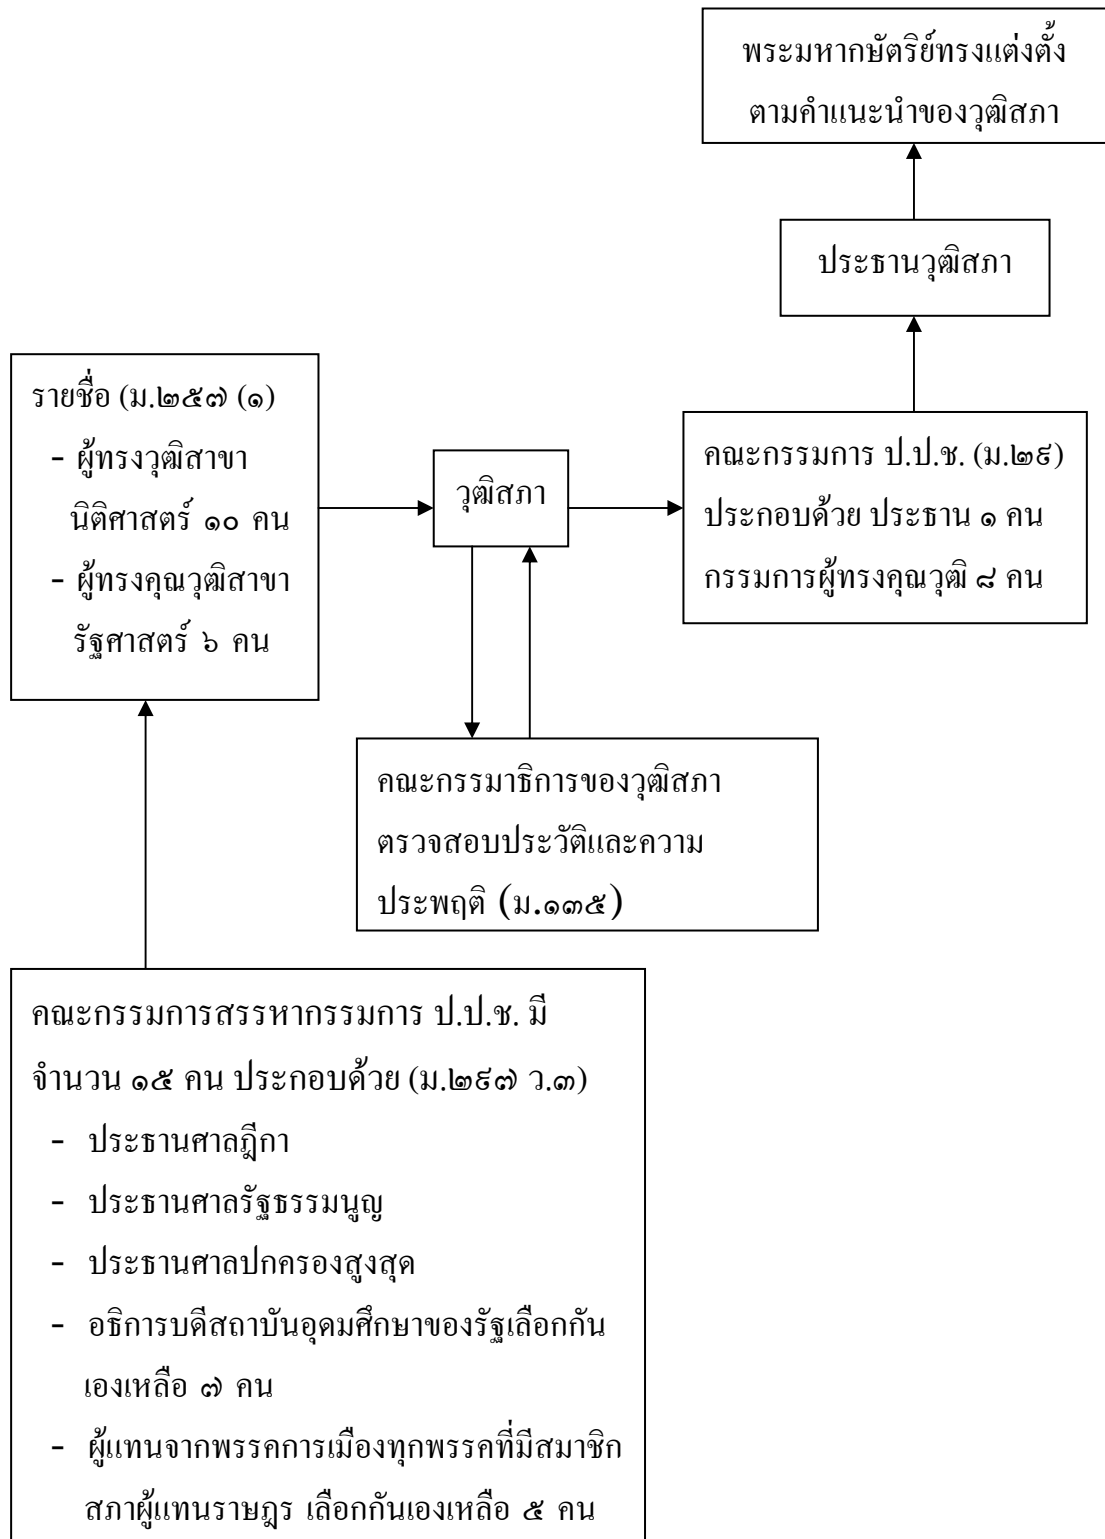 พระมหากษัตริย์ทรงแต่งตั้ง
ตามคำแนะนำของวุฒิสภา
ประธานวุฒิสภา
รายชื่อ (ม.๒๕๗ (๑)
- ผู้ทรงวุฒิสาขา
นิติศาสตร์ ๑๐ คน
- ผู้ทรงคุณวุฒิสาขา
รัฐศาสตร์ ๖ คน
วุฒิสภา
คณะกรรมการ ป.ป.ช. (ม.๒๙)
ประกอบด้วย ประธาน ๑ คน
กรรมการผู้ทรงคุณวุฒิ ๘ คน
คณะกรรมาธิการของวุฒิสภา
ตรวจสอบประวัติและความ
ประพฤติ (ม.๑๓๕)
คณะกรรมการสรรหากรรมการ ป.ป.ช. มี
จำนวน ๑๕ คน ประกอบด้วย (ม.๒๙๗ ว.๓)
- ประธานศาลฎีกา
- ประธานศาลรัฐธรรมนูญ
- ประธานศาลปกครองสูงสุด
- อธิการบดีสถาบันอุดมศึกษาของรัฐเลือกกัน
เองเหลือ ๗ คน
- ผู้แทนจากพรรคการเมืองทุกพรรคที่มีสมาชิก
สภาผู้แทนราษฎร เลือกกันเองเหลือ ๕ คน